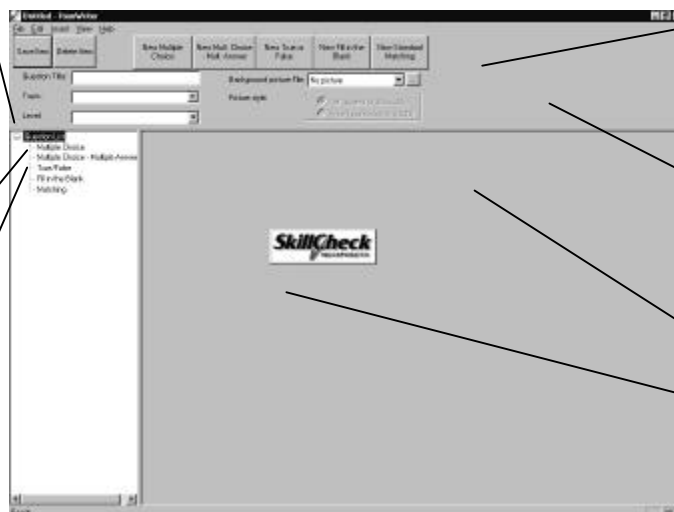 Untitled - ExamWriter
File Edit Insert View Help
Save Item Delete Item New Multiple Choice New Mult. Choice Mult. Answer New True or False New Fill in the Blank New Standard Matching
Question Title: Background picture file: No picture
Topic: Picture style:
Level:
Question List
Multiple Choice
Multiple Choice - Multiple Answer
True/False
Fill in the Blank
Matching
SkillCheck
Ready